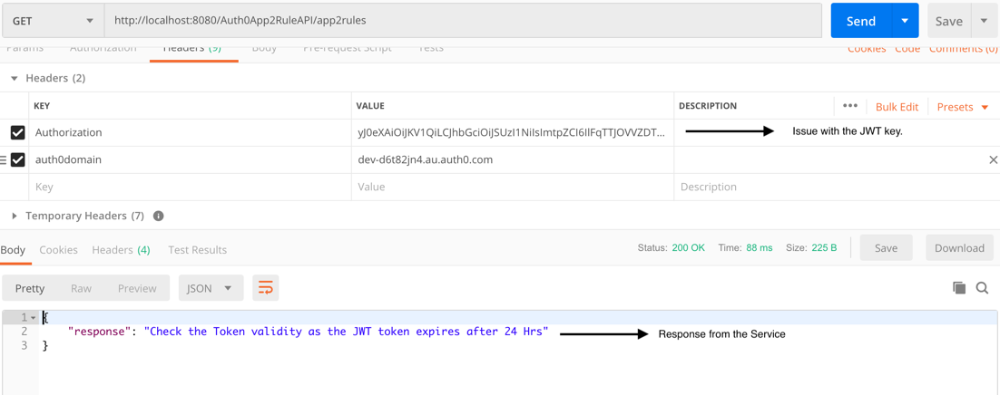 GET http://localhost:8080/Auth0App2RuleAPI/app2rules Send Save
Params Authorization Headers (9) Body Pre-request Script Tests Cookies Code Comments (0)
Headers (2)
KEY VALUE DESCRIPTION ••• Bulk Edit Presets
Authorization yJ0eXAiOiJKV1QiLCJhbGciOiJSUzI1NiIsImtpZCI6IlFqTTJOVVZDT... Issue with the JWT key.
auth0domain dev-d6t82jn4.au.auth0.com
Key Value Description
Temporary Headers (7)
Body Cookies Headers (4) Test Results Status: 200 OK Time: 88 ms Size: 225 B Save Download
Pretty Raw Preview JSON
1 {
2 "response": "Check the Token validity as the JWT token expires after 24 Hrs" Response from the Service
3 }